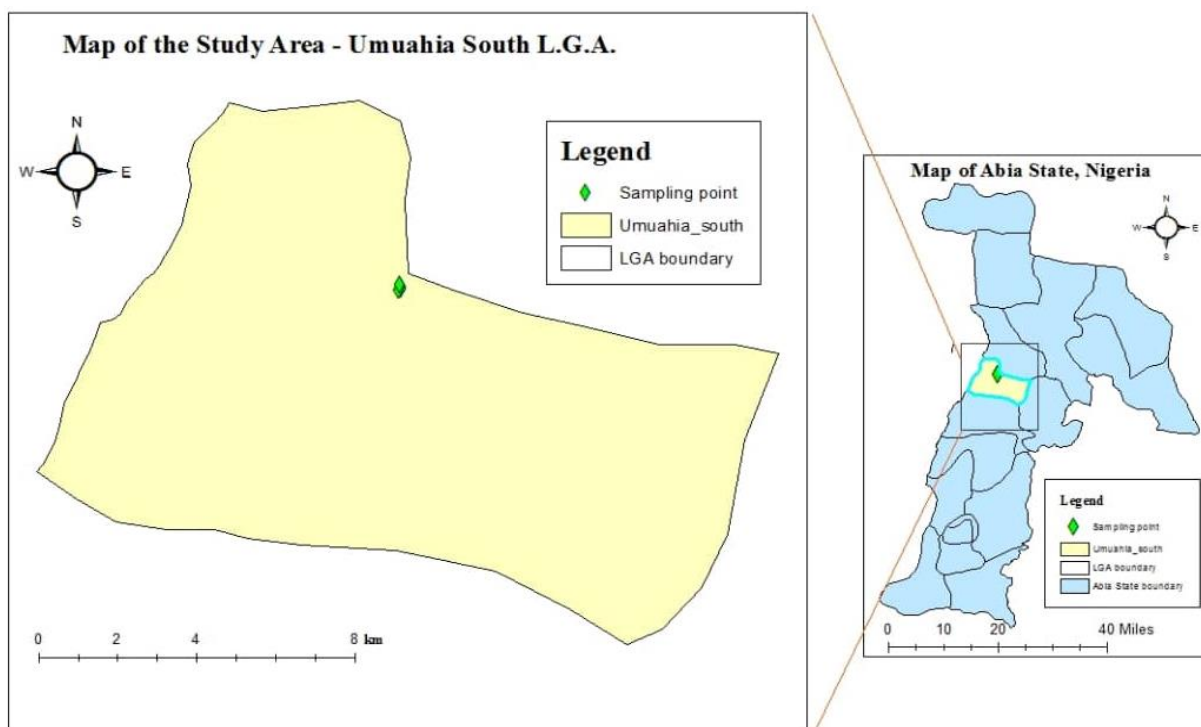 Map of the Study Area - Umuahia South L.G.A.
N
W E
S
Legend
Sampling point
Umuahia_south
LGA boundary
0 2 4 8 km
Map of Abia State, Nigeria
N
W E
S
Legend
Sampling point
Umuahia_south
LGA boundary
Abia State boundary
0 10 20 40 Miles